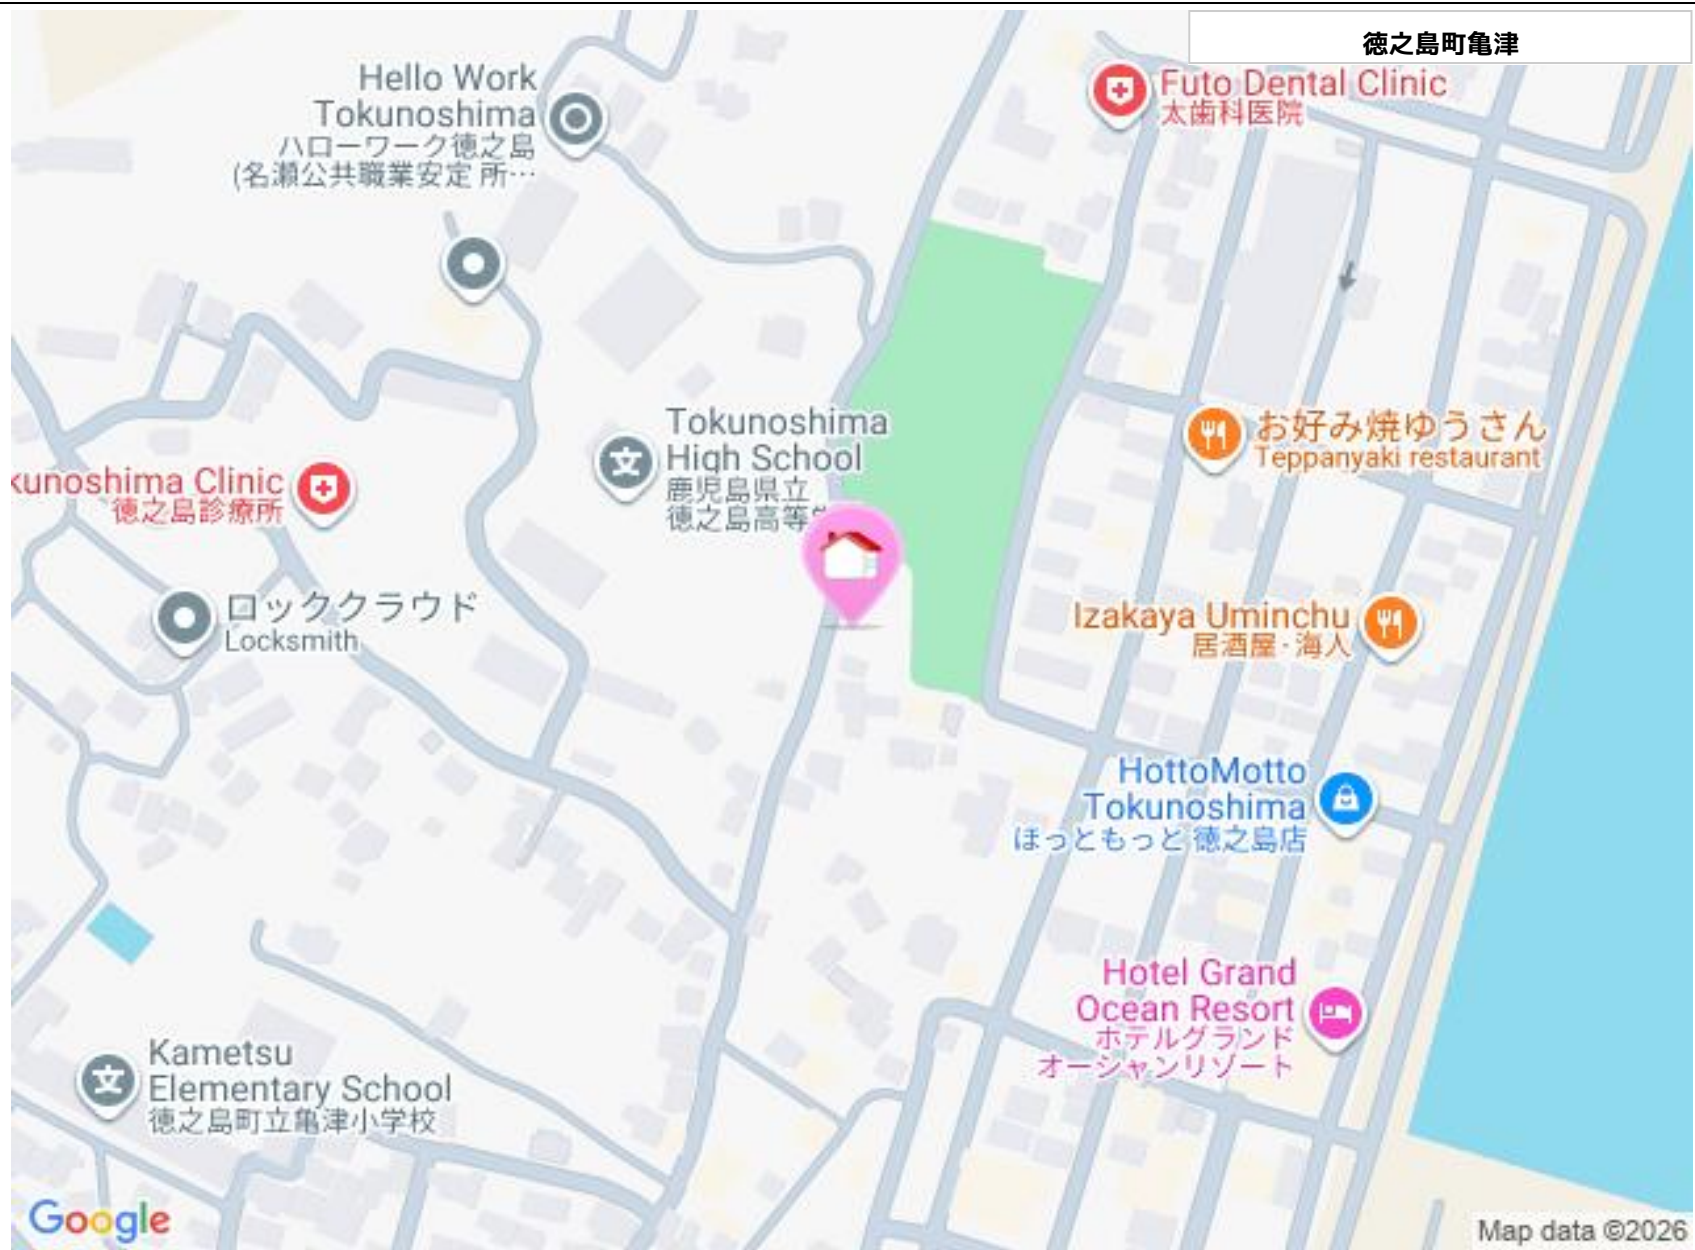 徳之島町亀津
Hello Work
Tokunoshima
ハローワーク徳之島
(名瀬公共職業安定 所…
Futo Dental Clinic
太歯科医院
Tokunoshima
High School
鹿児島県立
徳之島高等
お好み焼ゆうさん
Teppanyaki restaurant
kunoshima Clinic
徳之島診療所
ロッククラウド
Locksmith
Izakaya Uminchu
居酒屋·海人
HottoMotto
Tokunoshima
ほっともっと 徳之島店
Hotel Grand
Ocean Resort
ホテルグランド
オーシャンリゾート
Kametsu
Elementary School
徳之島町立亀津小学校
Google
Map data ©2026